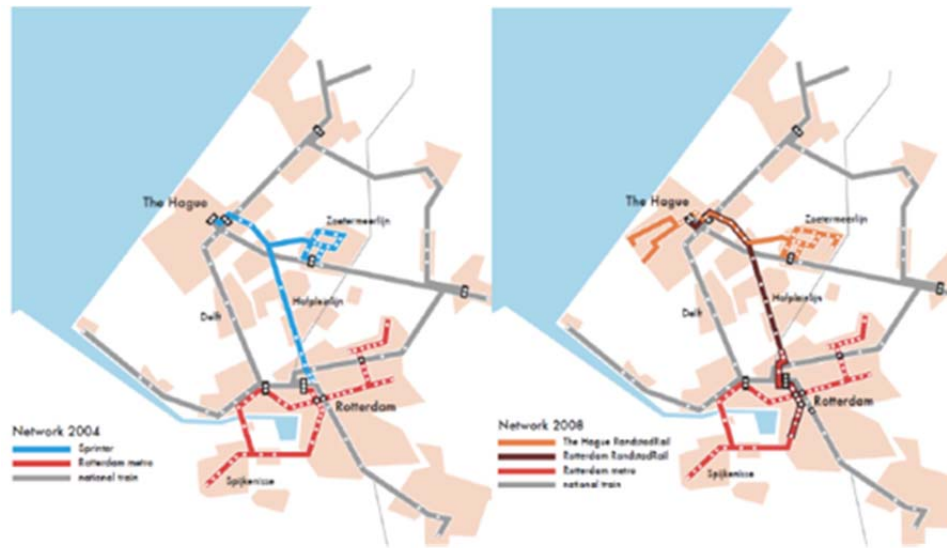 The Hague
Zoetermeerlijn
Hofpleinlijn
Delft
Rotterdam
Network 2004
Sprinter
Rotterdam metro
national train
Spijkenisse
The Hague
Zoetermeerlijn
Hofpleinlijn
Delft
Rotterdam
Network 2008
The Hague RandstadRail
Rotterdam RandstadRail
Rotterdam metro
national train
Spijkenisse